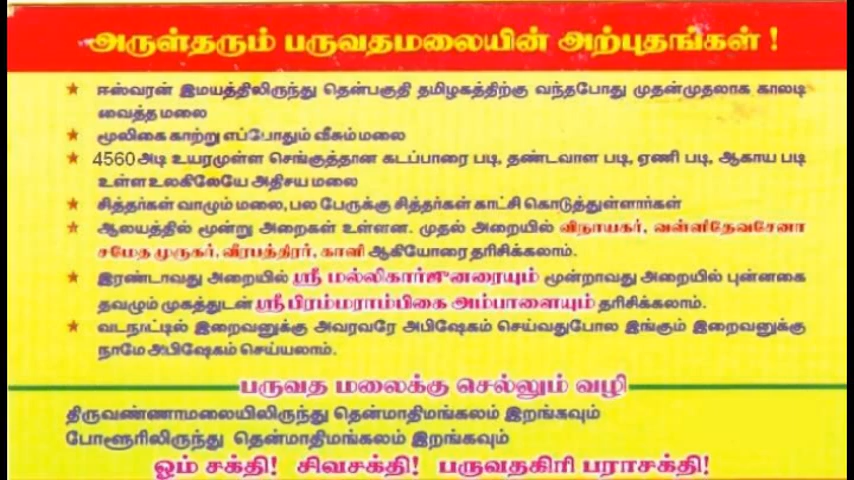 அருள்தரும் பருவதமலையின் அற்புதங்கள் !
★ ஈஸ்வரன் இமயத்திலிருந்து தென்பகுதி தமிழகத்திற்கு வந்தபோது முதன்முதலாக காலடி
வைத்த மலை
★ மூலிகை காற்று எப்போதும் வீசும் மலை
★ 4560 அடி உயரமுள்ள செங்குத்தான கடப்பாரை படி, தண்டவாள படி, ஏணி படி, ஆகாய படி
உள்ள உலகிலேயே அதிசய மலை
★ சித்தர்கள் வாழும் மலை, பல பேருக்கு சித்தர்கள் காட்சி கொடுத்துள்ளார்கள்
★ ஆலயத்தில் மூன்று அறைகள் உள்ளன. முதல் அறையில் விநாயகர், வள்ளிதேவசேனா
சமேத முருகர், வீரபத்திரர், காளி ஆகியோரை தரிசிக்கலாம்.
★ இரண்டாவது அறையில் ஸ்ரீ மல்லிகார்ஜுனரையும் மூன்றாவது அறையில் புன்னகை
தவழும் முகத்துடன் ஸ்ரீ பிரம்மராம்பிகை அம்பாளையும் தரிசிக்கலாம்.
★ வடநாட்டில் இறைவனுக்கு அவரவரே அபிஷேகம் செய்வதுபோல இங்கும் இறைவனுக்கு
நாமே அபிஷேகம் செய்யலாம்.
பருவத மலைக்கு செல்லும் வழி
திருவண்ணாமலையிலிருந்து தென்மாதிமங்கலம் இறங்கவும்
போளூரிலிருந்து தென்மாதிமங்கலம் இறங்கவும்
ஓம் சக்தி! சிவசக்தி! பருவதகிரி பராசக்தி!